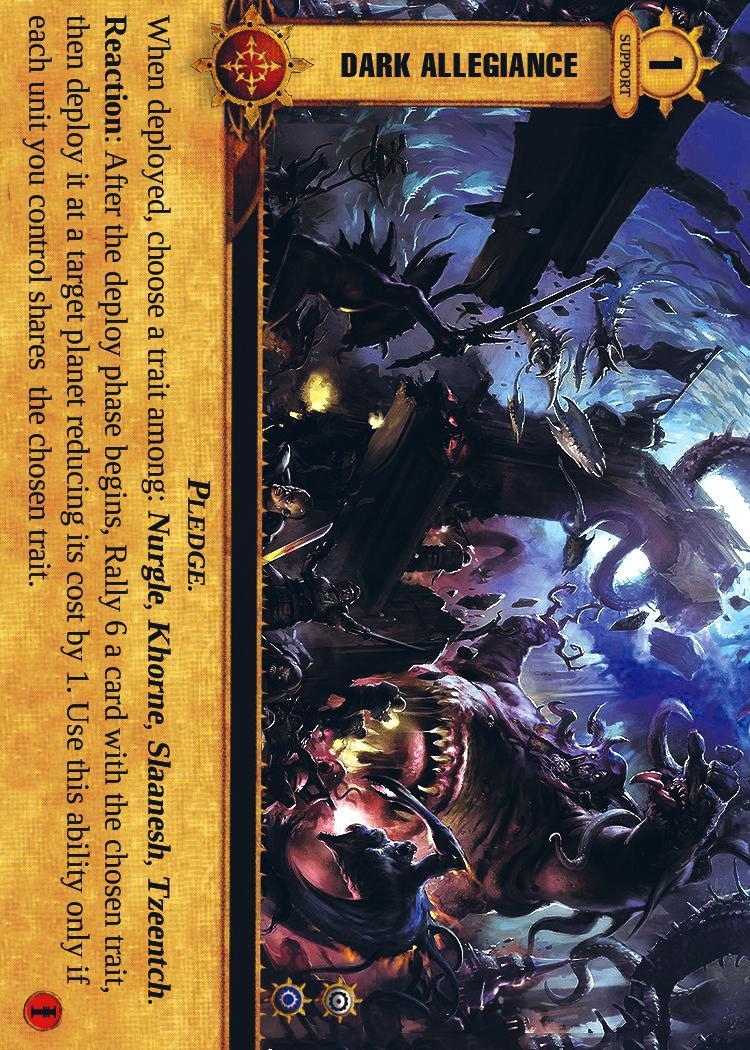 1
SUPPORT
DARK ALLEGIANCE
PLEDGE.
When deployed, choose a trait among: Nurgle, Khorne, Slaanesh, Tzeentch.
Reaction: After the deploy phase begins, Rally 6 a card with the chosen trait,
then deploy it at a target planet reducing its cost by 1. Use this ability only if
each unit you control shares the chosen trait.
I